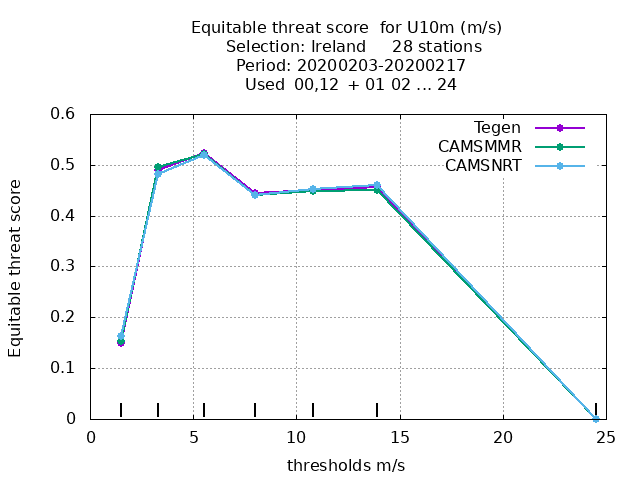 Equitable threat score  for U10m (m/s)
Selection: Ireland     28 stations
Period: 20200203-20200217
Used  00,12  + 01 02 ... 24
Tegen
CAMSMMR
CAMSNRT
0.6
0.5
0.4
0.3
0.2
0.1
0
Equitable threat score
0 5 10 15 20 25
thresholds m/s